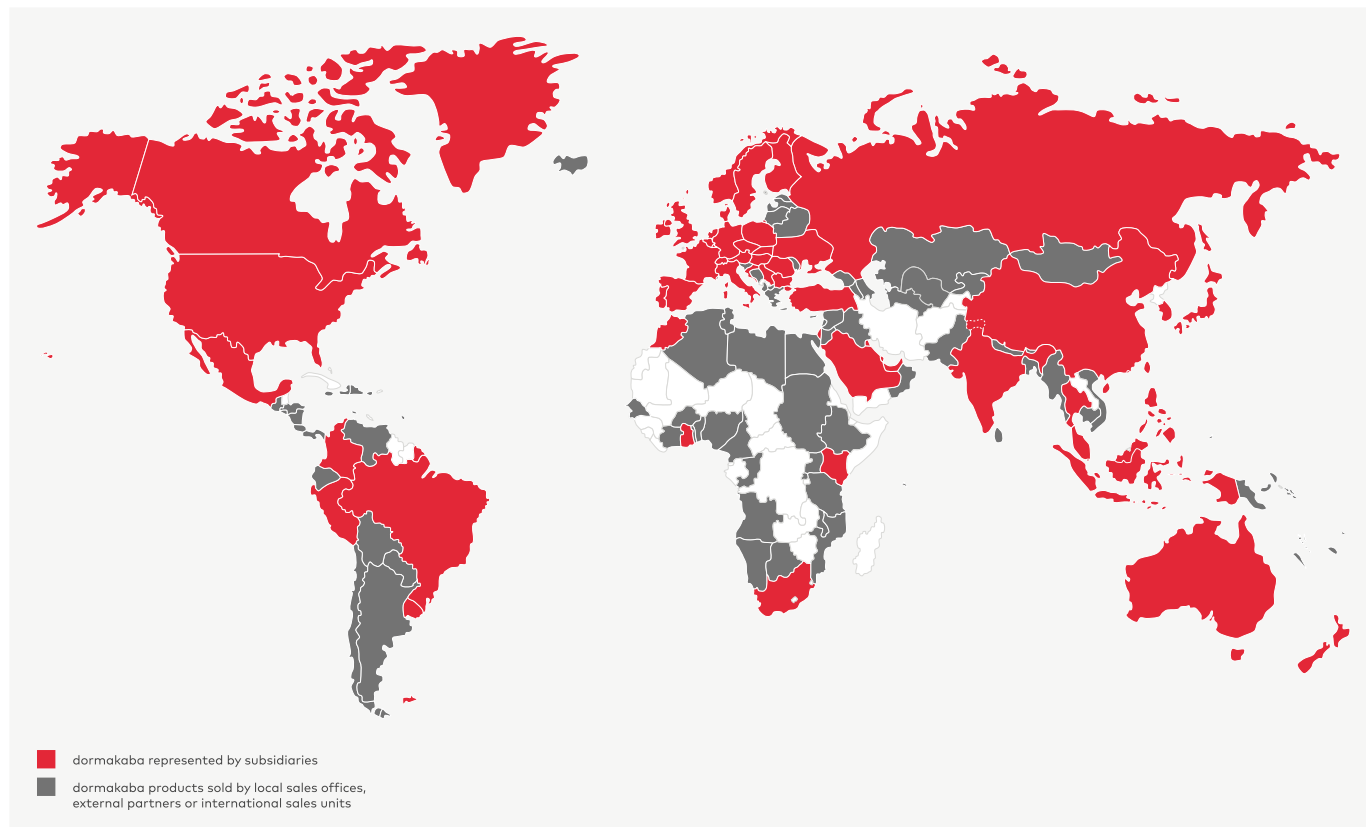 dormakaba represented by subsidiaries
dormakaba products sold by local sales offices,
external partners or international sales units